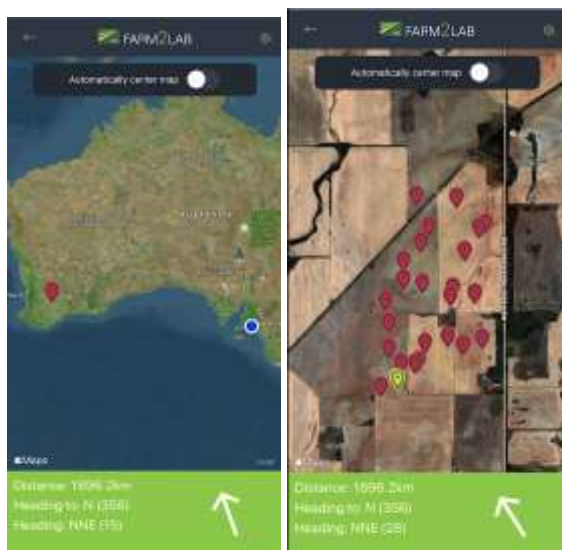 FARM2LAB
Automatically center map
AUSTRALIA
Maps
Distance: 1896.2km
Heading to: N (356)
Heading: NNE (15)
FARM2LAB
Automatically center map
Distance: 1896.2km
Heading to: N (356)
Heading: NNE (28)